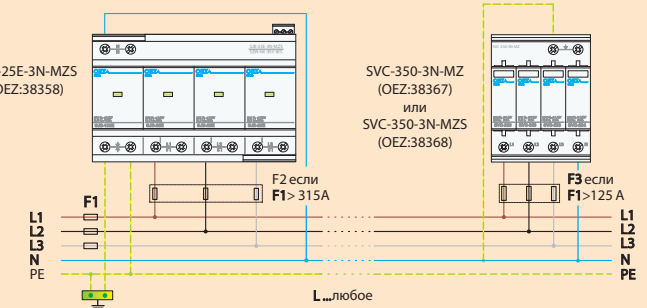 -25E-3N-MZS
OEZ:38358)
SVC-350-3N-MZ
(OEZ:38367)
или
SVC-350-3N-MZS
(OEZ:38368)
F2 если
F1> 315A
F3 если
F1>125 A
F1
L1
L2
L3
N
PE
L1
L2
L3
N
PE
L ...любое